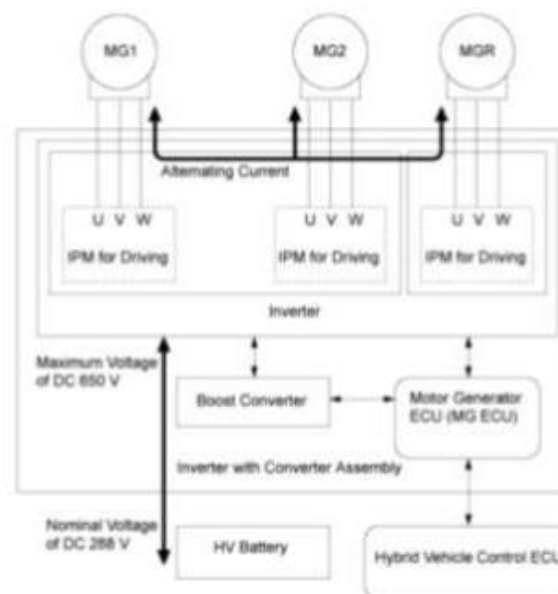 MG1
MG2
MGR
Alternating Current
U V W
U V W
U V W
IPM for Driving
IPM for Driving
IPM for Driving
Inverter
Maximum Voltage
of DC 650 V
Boost Converter
Motor Generator
ECU (MG ECU)
Inverter with Converter Assembly
Nominal Voltage
of DC 288 V
HV Battery
Hybrid Vehicle Control ECU